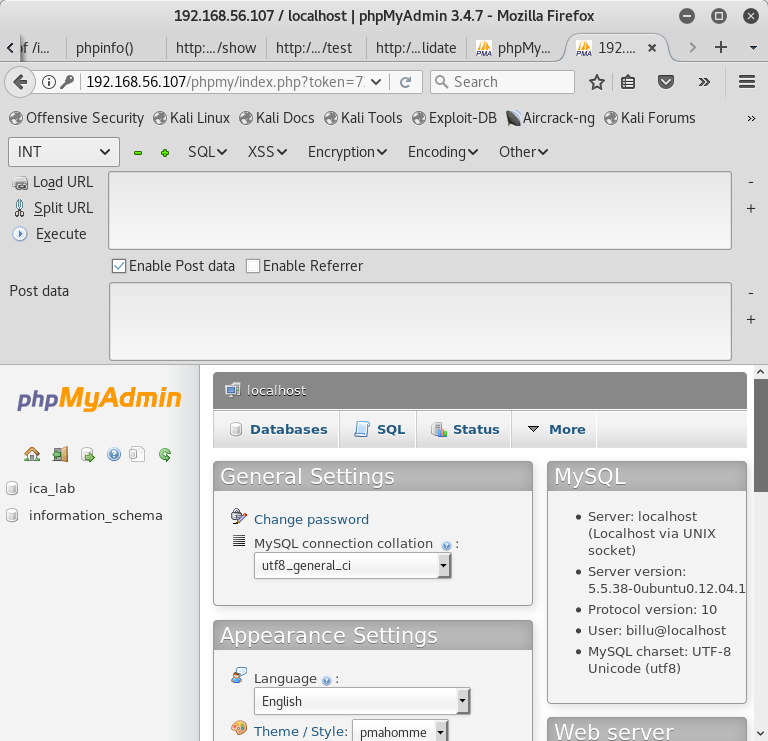 192.168.56.107 / localhost | phpMyAdmin 3.4.7 - Mozilla Firefox
of /i... phpinfo() http:.../show http:/.../test http:/...lidate phpMy... 192....
192.168.56.107/phpmy/index.php?token=7 Search
Offensive Security Kali Linux Kali Docs Kali Tools Exploit-DB Aircrack-ng Kali Forums »
INT SQL XSS Encryption Encoding Other
Load URL
Split URL
Execute
Enable Post data Enable Referrer
Post data
phpMyAdmin
ica_lab
information_schema
localhost
Databases SQL Status More
General Settings
Change password
MySQL connection collation :
utf8_general_ci
Appearance Settings
Language :
English
Theme / Style: pmahomme
MySQL
Server: localhost
(Localhost via UNIX
socket)
Server version:
5.5.38-0ubuntu0.12.04.1
Protocol version: 10
User: billu@localhost
MySQL charset: UTF-8
Unicode (utf8)
Web server